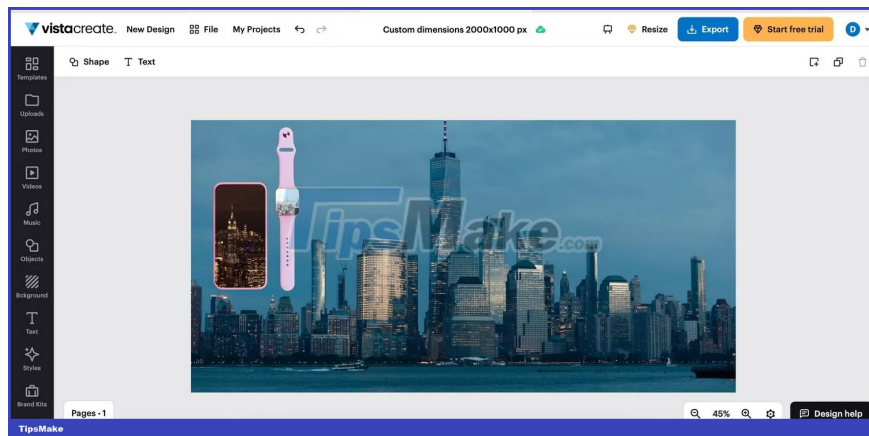 vistacreate. New Design File My Projects Custom dimensions 2000x1000 px Resize Export Start free trial D
Shape T Text
Templates
Uploads
Photos
Videos
Music
Objects
Bckground
Text
Styles
Brand Kits
TipsMake.com
Pages · 1 45% Design help
TipsMake